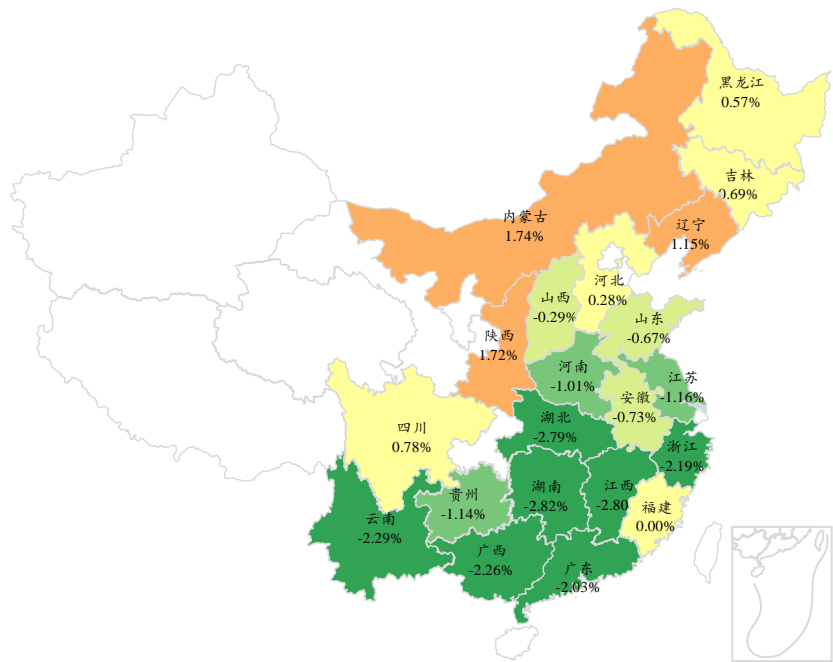 黑龙江
0.57%
吉林
0.69%
内蒙古
1.74%
辽宁
1.15%
河北
0.28%
山西
-0.29%
山东
-0.67%
陕西
1.72%
河南
-1.01%
江苏
-1.16%
安徽
-0.73%
湖北
-2.79%
四川
0.78%
浙江
-2.19%
湖南
-2.82%
江西
-2.80
贵州
-1.14%
福建
0.00%
云南
-2.29%
广西
-2.26%
广东
-2.03%